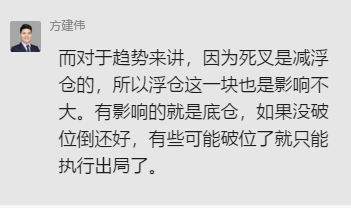 方建伟
而对于趋势来讲，因为死叉是减浮
仓的，所以浮仓这一块也是影响不
大。有影响的就是底仓，如果没破
位倒还好，有些可能破位了就只能
执行出局了。